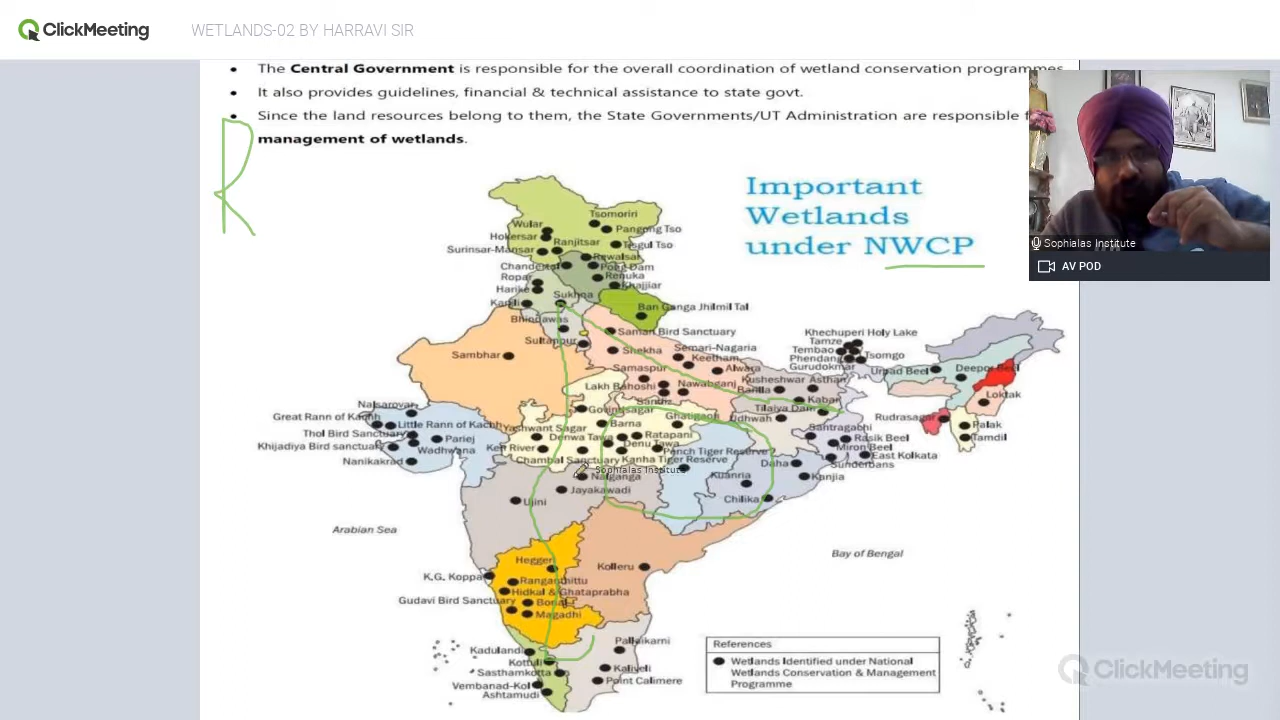 ClickMeeting
WETLANDS-02 BY HARRAVI SIR
• The Central Government is responsible for the overall coordination of wetland conservation programmes.
• It also provides guidelines, financial & technical assistance to state govt.
• Since the land resources belong to them, the State Governments/UT Administration are responsible
management of wetlands.
R
Important
Wetlands
under NWCP
Sophialas Institute
AV POD
Tsomoriri
Wular
Pangong Tso
Hokersar
Ranjitsar
Tisgul Tso
Surinsar-Mansar
Rewalsar
Chandertal
Pong Dam
Ropar
Renuka
Harike
Khajjiar
Kanjli
Sukhna
Ban Ganga Jhilmil Tal
Bhindawas
Saman Bird Sanctuary
Khechuperi Holy Lake
Sultanpur
Tamze
Sambhar
Shekha
Semari-Nagaria
Tembao
Keetham
Phendang
Tsomgo
Samaspur
Alwara
Gurudokmar
Urpad Beel
Deepor Beel
Kusheshwar Asthan
Lakh Bahoshi
Nawabganj
Barilla
Loktak
Nalsarovar
Kabar
Govindsagar
Tilaiya Dam
Great Rann of Kachh
Ghatigaon
Udhwah
Rudrasagar
Little Rann of Kachh
Yashwant Sagar
Barna
Santragachi
Palak
Thol Bird Sanctuary
Pariej
Denwa Tawa
Ratapani
Rasik Beel
Tamdil
Khijadiya Bird sanctuary
Wadhwana
Ken River
Denu Tawa
Pench Tiger Reserve
Miron Beel
East Kolkata
Nanikakrad
Chambal Sanctuary
Kanha Tiger Reserve
Daha
Sunderbans
Sophialas Institute
Nalganga
Kuanria
Kanjia
Jayakawadi
Ujini
Chilika
Arabian Sea
Bay of Bengal
Heggeri
K.G. Koppa
Kolleru
Ranganthittu
Hidkal & Ghataprabha
Gudavi Bird Sanctuary
Bonal
Magadhi
Pallaikarni
Kadulandi
Kottuli
Kaliveli
Sasthamkotta
Point Calimere
Vembanad-Kol
Ashtamudi
References
Wetlands Identified under National
Wetlands Conservation & Management
Programme
ClickMeeting